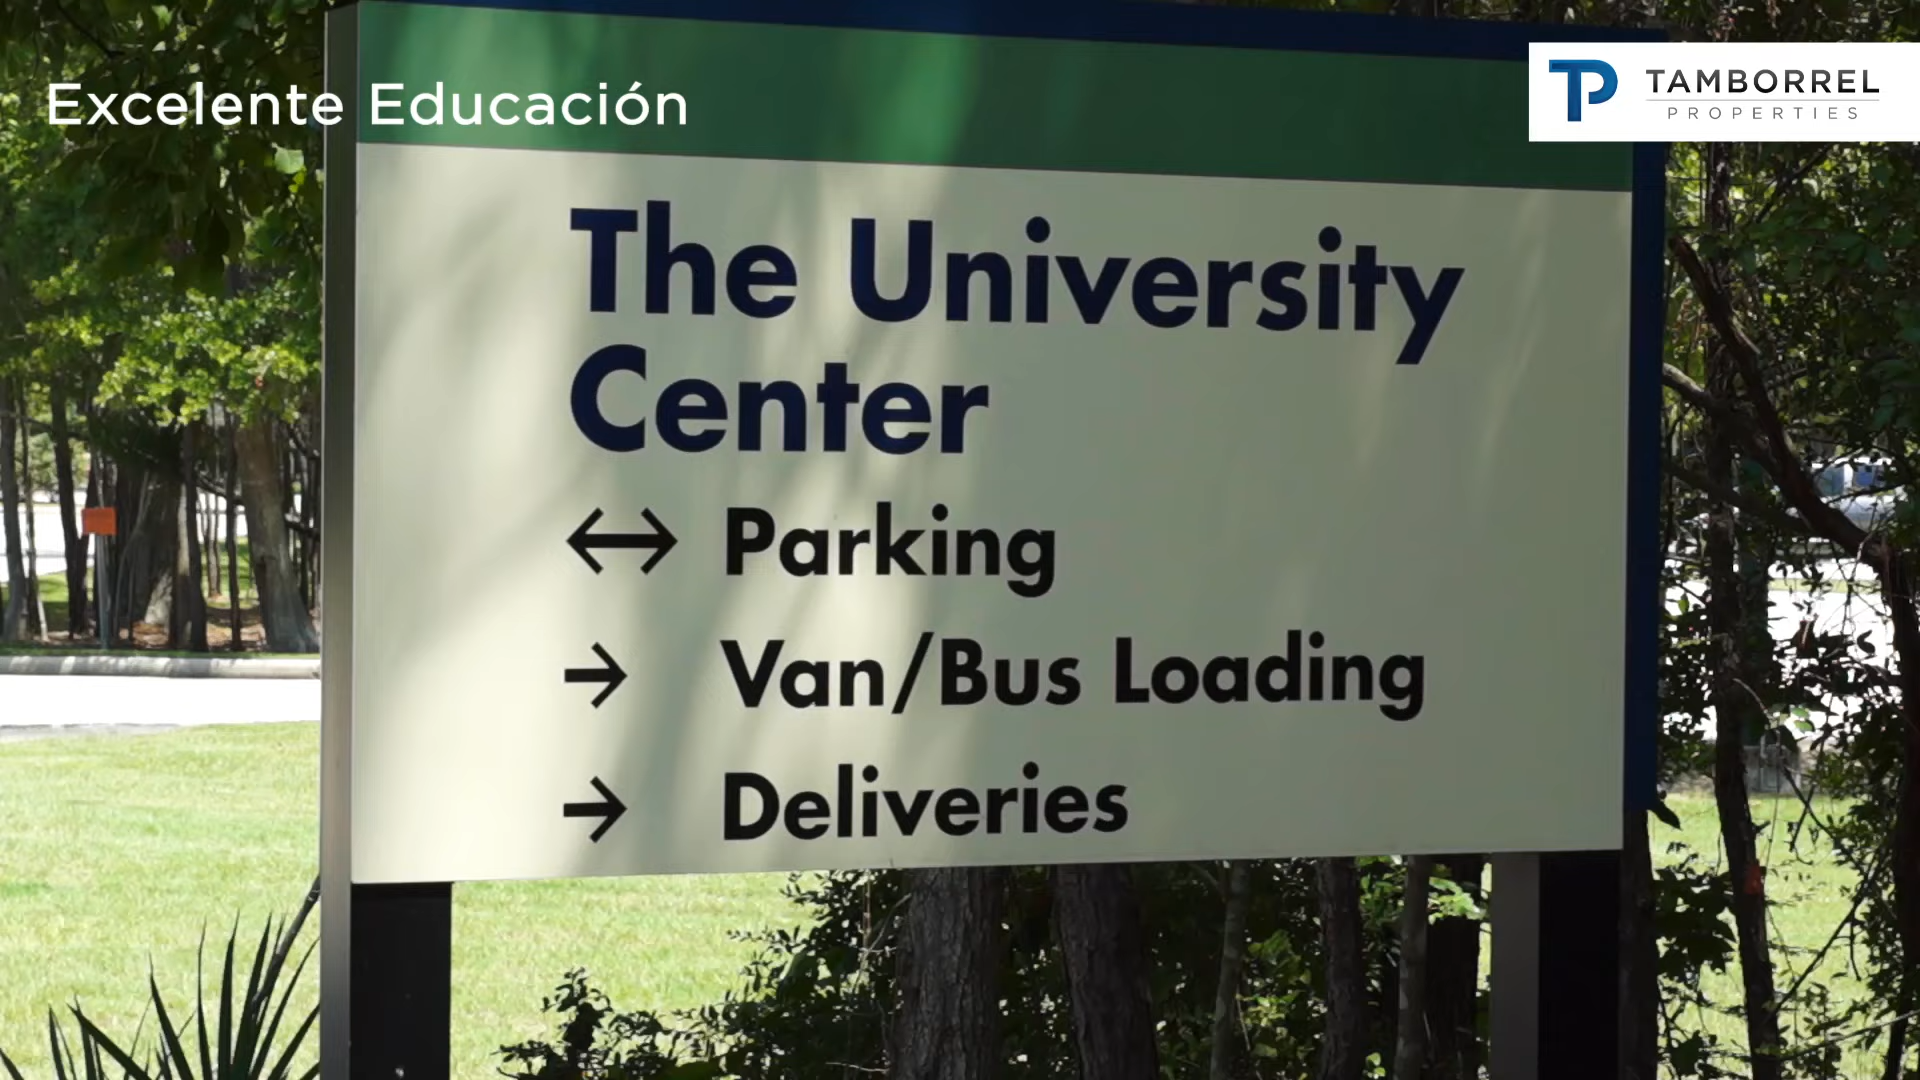 Excelente Educación
TP TAMBORREL
PROPERTIES
The University
Center
↔ Parking
→ Van/Bus Loading
→ Deliveries